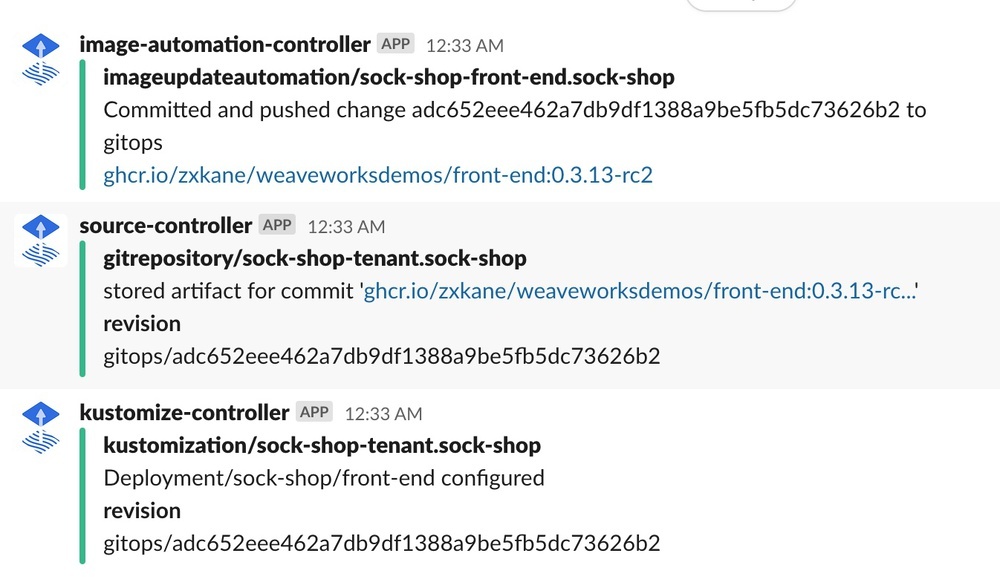 image-automation-controller APP 12:33 AM
imageupdateautomation/sock-shop-front-end.sock-shop
Committed and pushed change adc652eee462a7db9df1388a9be5fb5dc73626b2 to
gitops
ghcr.io/zxkane/weaveworksdemos/front-end:0.3.13-rc2
source-controller APP 12:33 AM
gitrepository/sock-shop-tenant.sock-shop
stored artifact for commit 'ghcr.io/zxkane/weaveworksdemos/front-end:0.3.13-rc...'
revision
gitops/adc652eee462a7db9df1388a9be5fb5dc73626b2
kustomize-controller APP 12:33 AM
kustomization/sock-shop-tenant.sock-shop
Deployment/sock-shop/front-end configured
revision
gitops/adc652eee462a7db9df1388a9be5fb5dc73626b2